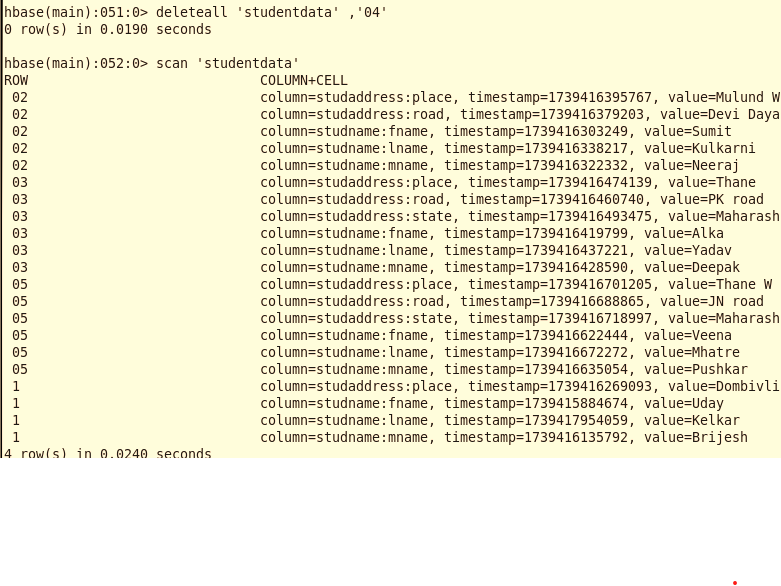 hbase(main):051:0> deleteall 'studentdata' ,'04'
0 row(s) in 0.0190 seconds
hbase(main):052:0> scan 'studentdata'
ROW COLUMN+CELL
02 column=studaddress:place, timestamp=1739416395767, value=Mulund W
02 column=studaddress:road, timestamp=1739416379203, value=Devi Daya
02 column=studname:fname, timestamp=1739416303249, value=Sumit
02 column=studname:lname, timestamp=1739416338217, value=Kulkarni
02 column=studname:mname, timestamp=1739416322332, value=Neeraj
03 column=studaddress:place, timestamp=1739416474139, value=Thane
03 column=studaddress:road, timestamp=1739416460740, value=PK road
03 column=studaddress:state, timestamp=1739416493475, value=Maharash
03 column=studname:fname, timestamp=1739416419799, value=Alka
03 column=studname:lname, timestamp=1739416437221, value=Yadav
03 column=studname:mname, timestamp=1739416428590, value=Deepak
05 column=studaddress:place, timestamp=1739416701205, value=Thane W
05 column=studaddress:road, timestamp=1739416688865, value=JN road
05 column=studaddress:state, timestamp=1739416718997, value=Maharash
05 column=studname:fname, timestamp=1739416622444, value=Veena
05 column=studname:lname, timestamp=1739416672272, value=Mhatre
05 column=studname:mname, timestamp=1739416635054, value=Pushkar
1 column=studaddress:place, timestamp=1739416269093, value=Dombivli
1 column=studname:fname, timestamp=1739415884674, value=Uday
1 column=studname:lname, timestamp=1739417954059, value=Kelkar
1 column=studname:mname, timestamp=1739416135792, value=Brijesh
4 row(s) in 0.0240 seconds